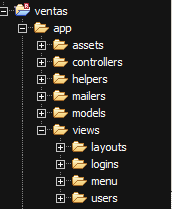 ventas
app
assets
controllers
helpers
mailers
models
views
layouts
logins
menu
users